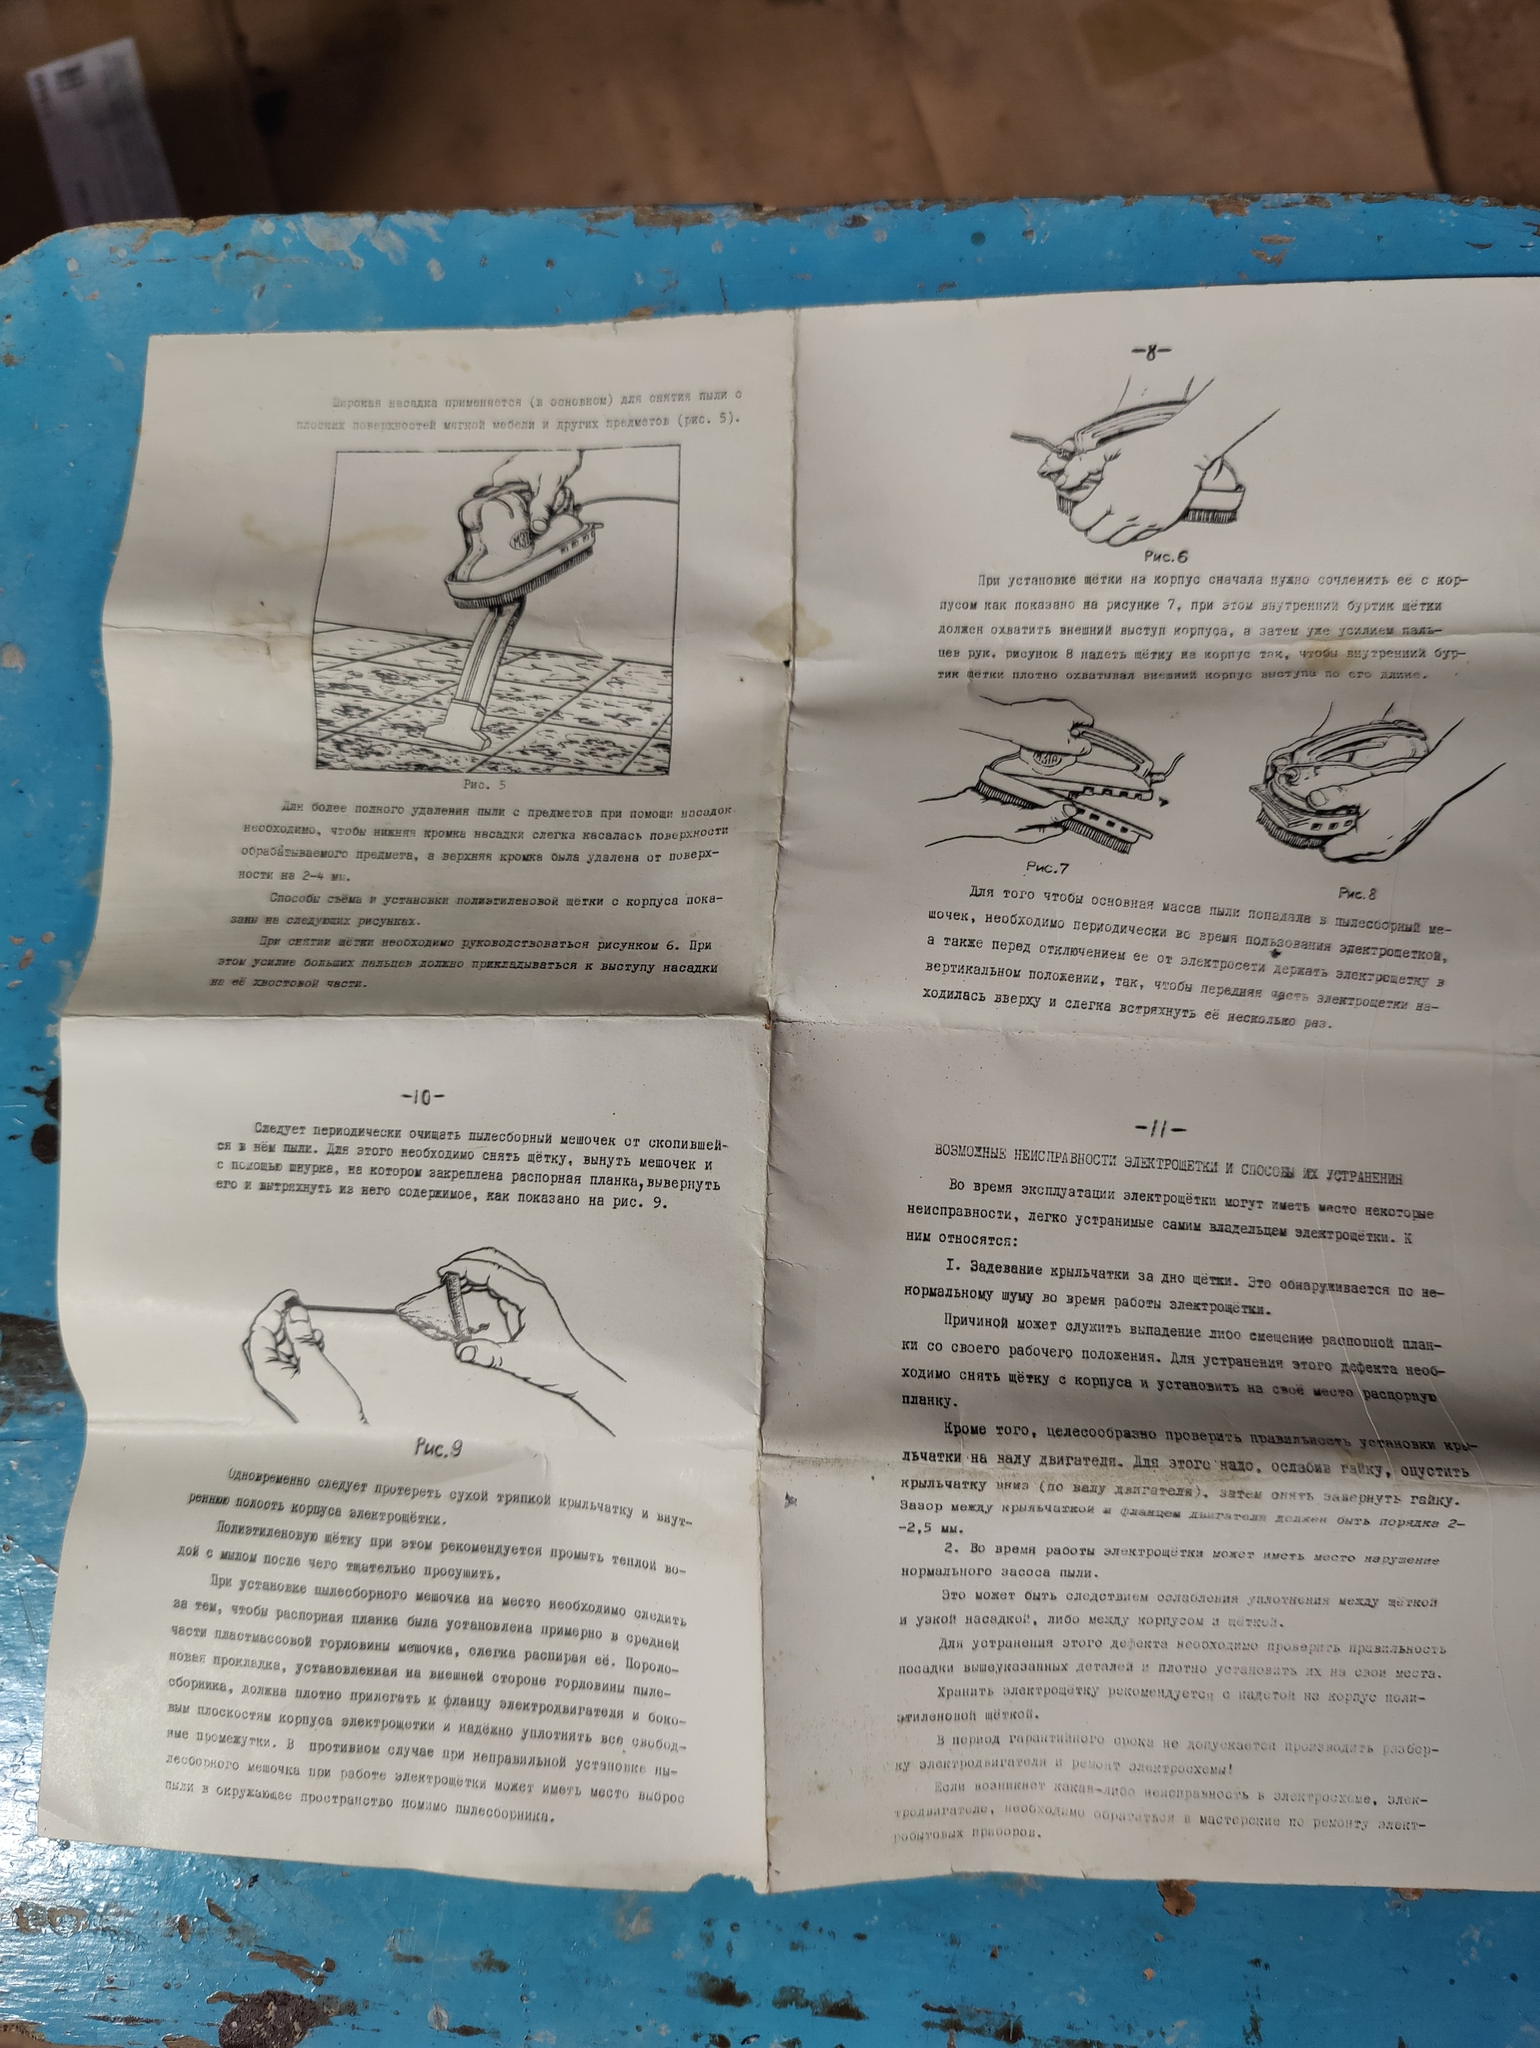 Широкая насадка применяется (в основном) для снятия пыли с
плоских поверхностей мягкой мебели и других предметов (рис. 5).
МЭП
Рис. 5
Для более полного удаления пыли с предметов при помощи насадок
необходимо, чтобы нижняя кромка насадки слегка касалась поверхности
обрабатываемого предмета, а верхняя кромка была удалена от поверх-
ности на 2-4 мм.
Способы съёма и установки полиэтиленовой щётки с корпуса пока-
заны на следующих рисунках.
При снятии щётки необходимо руководствоваться рисунком 6. При
этом усилие больших пальцев должно прикладываться к выступу насадки
на её хвостовой части.
-8-
Рис.6
При установке щётки на корпус сначала нужно сочленить её с кор-
пусом как показано на рисунке 7, при этом внутренний буртик щётки
должен охватить внешний выступ корпуса, а затем уже усилием паль-
цев рук. рисунок 8 надеть щётку на корпус так, чтобы внутренний бур-
тик щетки плотно охватывал внешний корпус выступа по его длине.
Рис.7
Рис.8
Для того чтобы основная масса пыли попадала в пылесборный ме-
шочек, необходимо периодически во время пользования электрощеткой,
а также перед отключением ее от электросети держать электрощетку в
вертикальном положении, так, чтобы передняя часть электрощетки на-
ходилась вверху и слегка встряхнуть её несколько раз.
-10-
Следует периодически очищать пылесборный мешочек от скопившей-
ся в нём пыли. Для этого необходимо снять щётку, вынуть мешочек и
с помощью шнурка, на котором закреплена распорная планка, вывернуть
его и вытряхнуть из него содержимое, как показано на рис. 9.
Рис.9
Одновременно следует протереть сухой тряпкой крыльчатку и внут-
реннюю полость корпуса электрощётки.
Полиэтиленовую щётку при этом рекомендуется промыть теплой во-
дой с мылом после чего тщательно просушить.
При установке пылесборного мешочка на место необходимо следить
за тем, чтобы распорная планка была установлена примерно в средней
части пластмассовой горловины мешочка, слегка распирая её. Пороло-
новая прокладка, установленная на внешней стороне горловины пыле-
сборника, должна плотно прилегать к фланцу электродвигателя и боко-
вым плоскостям корпуса электрощетки и надёжно уплотнять все свобод-
ные промежутки. В противном случае при неправильной установке пы-
лесборного мешочка при работе электрощётки может иметь место выброс
пыли в окружающее пространство помимо пылесборника.
-11-
ВОЗМОЖНЫЕ НЕИСПРАВНОСТИ ЭЛЕКТРОЩЕТКИ И СПОСОБЫ ИХ УСТРАНЕНИЯ
Во время эксплуатации электрощётки могут иметь место некоторые
неисправности, легко устранимые самим владельцем электрощётки. К
ним относятся:
I. Задевание крыльчатки за дно щётки. Это обнаруживается по не-
нормальному шуму во время работы электрощётки.
Причиной может служить выпадение либо смещение распорной план-
ки со своего рабочего положения. Для устранения этого дефекта необ-
ходимо снять щётку с корпуса и установить на своё место распорную
планку.
Кроме того, целесообразно проверить правильность установки кры-
льчатки на валу двигателя. Для этого надо, ослабив гайку, опустить
крыльчатку вниз (по валу двигателя), затем опять завернуть гайку.
Зазор между крыльчаткой и фланцем двигателя должен быть порядка 2-
-2,5 мм.
2. Во время работы электрощётки может иметь место нарушение
нормального засоса пыли.
Это может быть следствием ослабления уплотнения между щёткой
и узкой насадкой, либо между корпусом и щёткой.
Для устранения этого дефекта необходимо проверить правильность
посадки вышеуказанных деталей и плотно установить их на свои места.
Хранить электрощётку рекомендуется с надетой на корпус поли-
этиленовой щёткой.
В период гарантийного срока не допускается производить разбор-
ку электродвигателя и ремонт электросхемы!
Если возникнет какая-либо неисправность в электросхеме, элек-
тродвигателе, необходимо обратиться в мастерские по ремонту элект-
робытовых приборов.